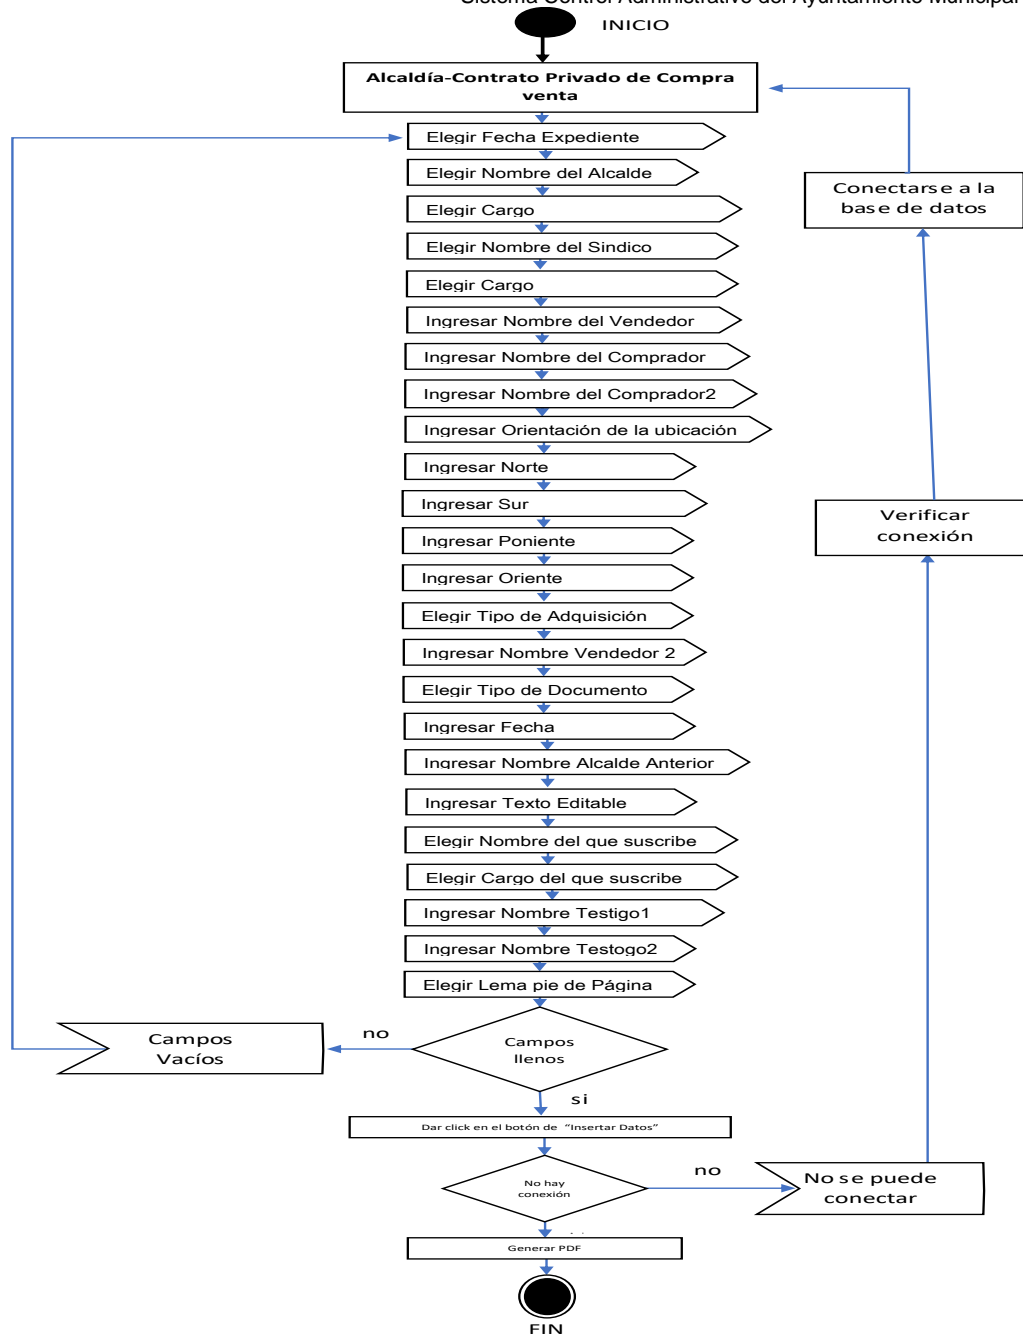 Sistema Control Administrativo del Ayuntamiento Municipal
INICIO
Alcaldía-Contrato Privado de Compra
venta
Elegir Fecha Expediente
Elegir Nombre del Alcalde
Elegir Cargo
Elegir Nombre del Sindico
Elegir Cargo
Ingresar Nombre del Vendedor
Ingresar Nombre del Comprador
Ingresar Nombre del Comprador2
Ingresar Orientación de la ubicación
Ingresar Norte
Ingresar Sur
Ingresar Poniente
Ingresar Oriente
Elegir Tipo de Adquisición
Ingresar Nombre Vendedor 2
Elegir Tipo de Documento
Ingresar Fecha
Ingresar Nombre Alcalde Anterior
Ingresar Texto Editable
Elegir Nombre del que suscribe
Elegir Cargo del que suscribe
Ingresar Nombre Testigo1
Ingresar Nombre Testogo2
Elegir Lema pie de Página
Conectarse a la
base de datos
Verificar
conexión
Campos
llenos
no
Campos
Vacíos
si
Dar click en el botón de “Insertar Datos”
No hay
conexión
no
No se puede
conectar
Generar PDF
FIN